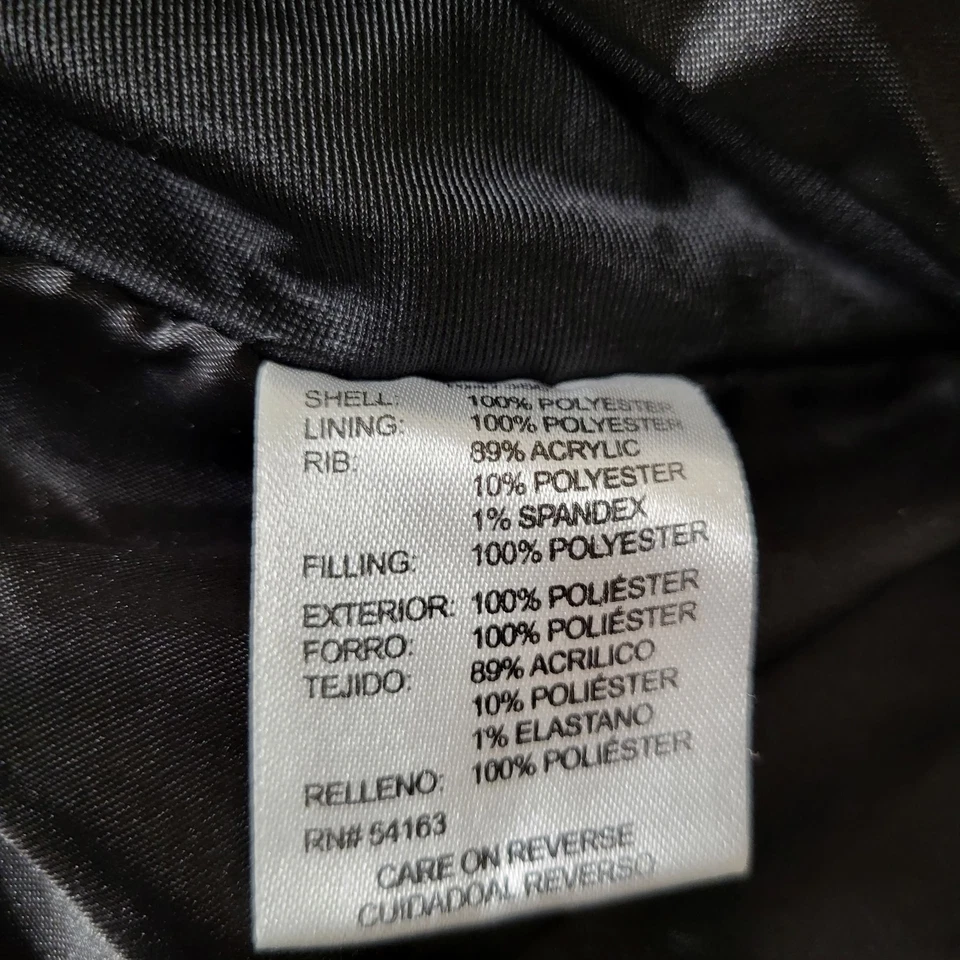 SHELL: 100% POLYESTER
LINING: 100% POLYESTER
RIB: 89% ACRYLIC
10% POLYESTER
1% SPANDEX
FILLING: 100% POLYESTER
EXTERIOR: 100% POLIÉSTER
FORRO: 100% POLIÉSTER
TEJIDO: 89% ACRILICO
10% POLIÉSTER
1% ELASTANO
RELLENO: 100% POLIÉSTER
RN# 54163
CARE ON REVERSE
CUIDADOAL REVERSO